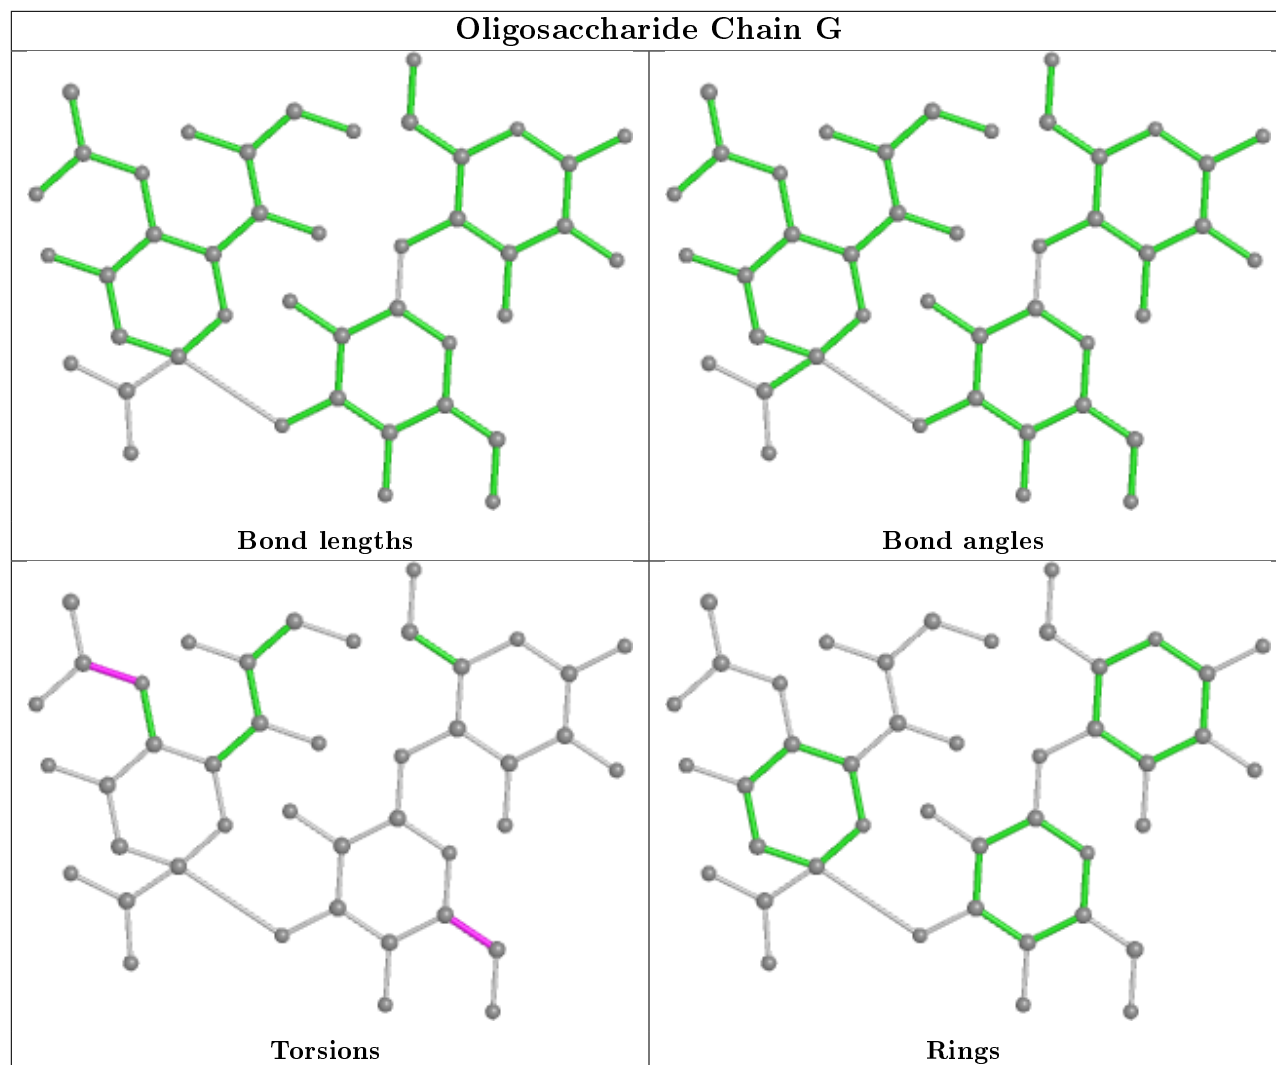 Oligosaccharide Chain G
Bond lengths
Bond angles
Torsions
Rings